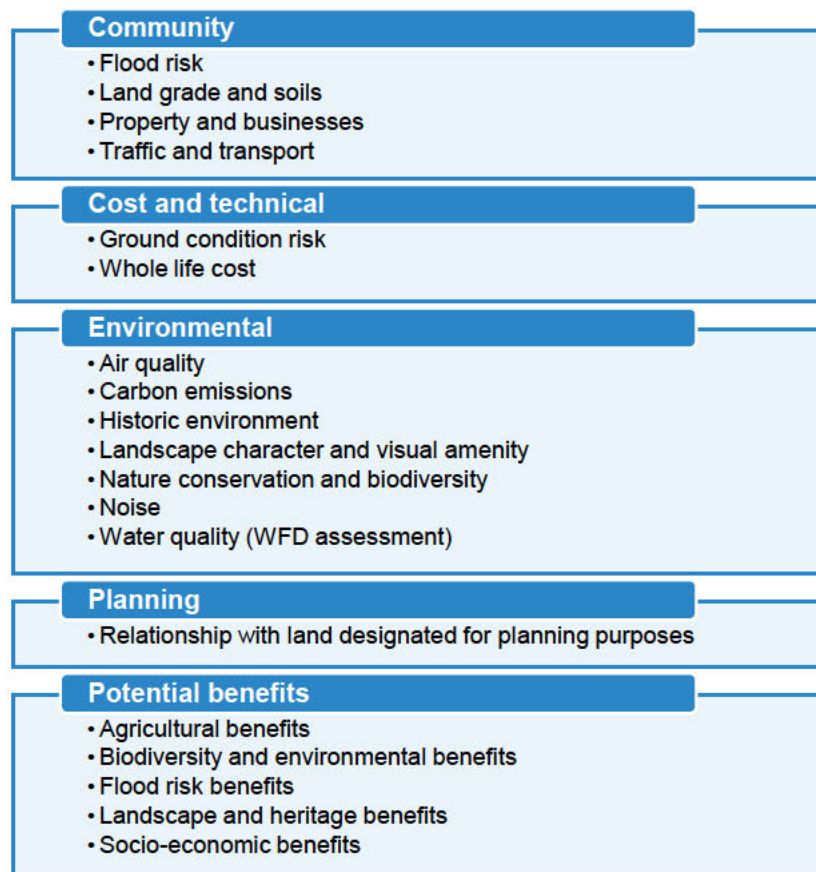 Community
• Flood risk
• Land grade and soils
• Property and businesses
• Traffic and transport
Cost and technical
• Ground condition risk
• Whole life cost
Environmental
• Air quality
• Carbon emissions
• Historic environment
• Landscape character and visual amenity
• Nature conservation and biodiversity
• Noise
• Water quality (WFD assessment)
Planning
• Relationship with land designated for planning purposes
Potential benefits
• Agricultural benefits
• Biodiversity and environmental benefits
• Flood risk benefits
• Landscape and heritage benefits
• Socio-economic benefits